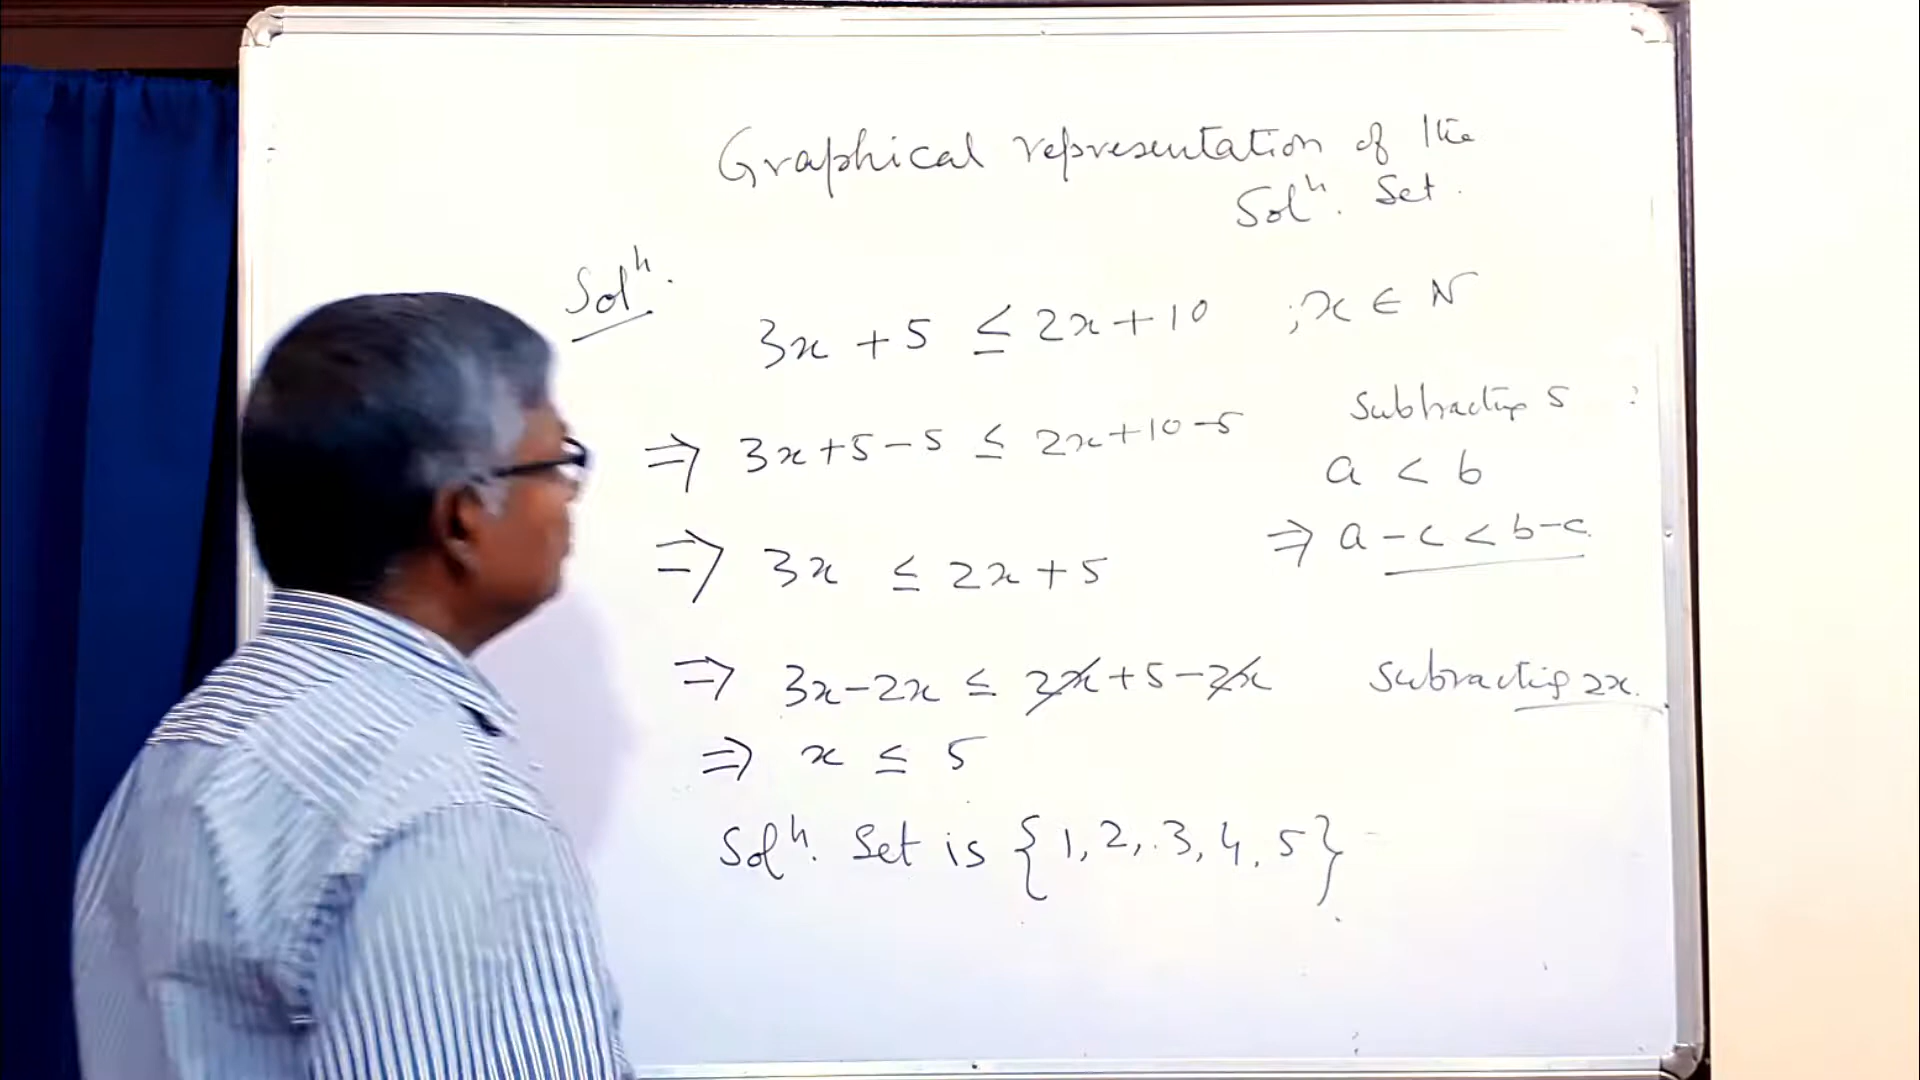 Graphical representation of the
Solⁿ. Set.
Solⁿ.
3x + 5 ≤ 2x + 10 ; x ∈ N
⇒ 3x + 5 - 5 ≤ 2x + 10 - 5 Subtracting 5 :
a < b
⇒ a - c < b - c
⇒ 3x ≤ 2x + 5
⇒ 3x - 2x ≤ 2x + 5 - 2x Subtracting 2x.
⇒ x ≤ 5
Solⁿ. Set is {1, 2, 3, 4, 5}